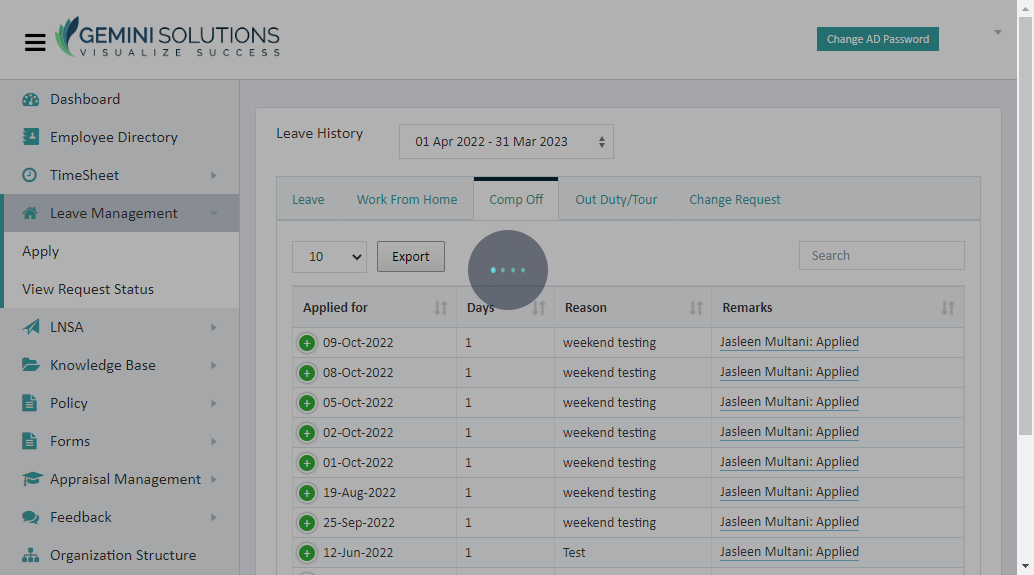 GEMINI SOLUTIONS
VISUALIZE SUCCESS
Change AD Password
Dashboard
Employee Directory
TimeSheet
Leave Management
Apply
View Request Status
LNSA
Knowledge Base
Policy
Forms
Appraisal Management
Feedback
Organization Structure
Leave History
01 Apr 2022 - 31 Mar 2023
Leave Work From Home Comp Off Out Duty/Tour Change Request
10 Export Search
Applied for Days Reason Remarks
09-Oct-2022 1 weekend testing Jasleen Multani: Applied
08-Oct-2022 1 weekend testing Jasleen Multani: Applied
05-Oct-2022 1 weekend testing Jasleen Multani: Applied
02-Oct-2022 1 weekend testing Jasleen Multani: Applied
01-Oct-2022 1 weekend testing Jasleen Multani: Applied
19-Aug-2022 1 weekend testing Jasleen Multani: Applied
25-Sep-2022 1 weekend testing Jasleen Multani: Applied
12-Jun-2022 1 Test Jasleen Multani: Applied